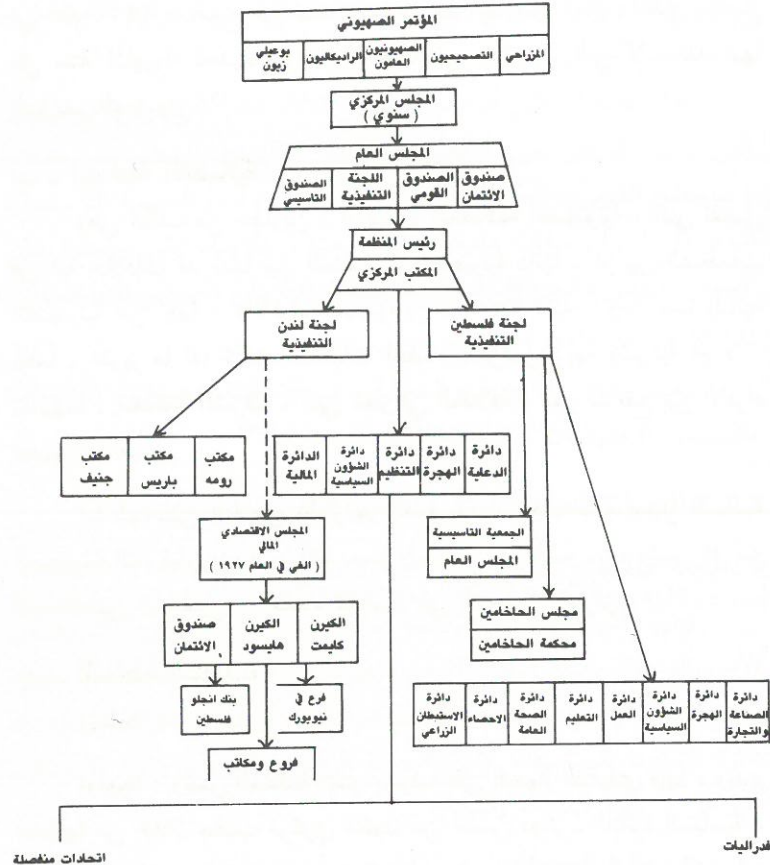 المؤتمر الصهيوني
المزراحي
التصحيحيون
الصهيونيون
العامون
الراديكاليون
بوعيلي
زيون
المجلس المركزي
( سنوي )
المجلس العام
صندوق
الائتمان
الصندوق
القومي
اللجنة
التنفيذية
الصندوق
التاسيسي
رئيس المنظمة
المكتب المركزي
لجنة فلسطين
التنفيذية
لجنة لندن
التنفيذية
دائرة
الدعاية
دائرة
الهجرة
دائرة
التنظيم
دائرة
الشؤون
السياسية
الدائرة
المالية
مكتب
رومه
مكتب
باريس
مكتب
جنيف
الجمعية التاسيسية
المجلس العام
المجلس الاقتصادي
المالي
( الغي في العام ١٩٢٧ )
مجلس الحاخامين
محكمة الحاخامين
الكيرن
كايمت
الكيرن
هايسود
صندوق
الائتمان
دائرة
الصناعة
والتجارة
دائرة
الهجرة
دائرة
الشؤون
السياسية
دائرة
العمل
دائرة
التعليم
دائرة
الصحة
العامة
دائرة
الاحصاء
دائرة
الاستيطان
الزراعي
فرع في
نيويورك
بنك انجلو
فلسطين
فروع ومكاتب
فدراليات
اتحادات منفصلة